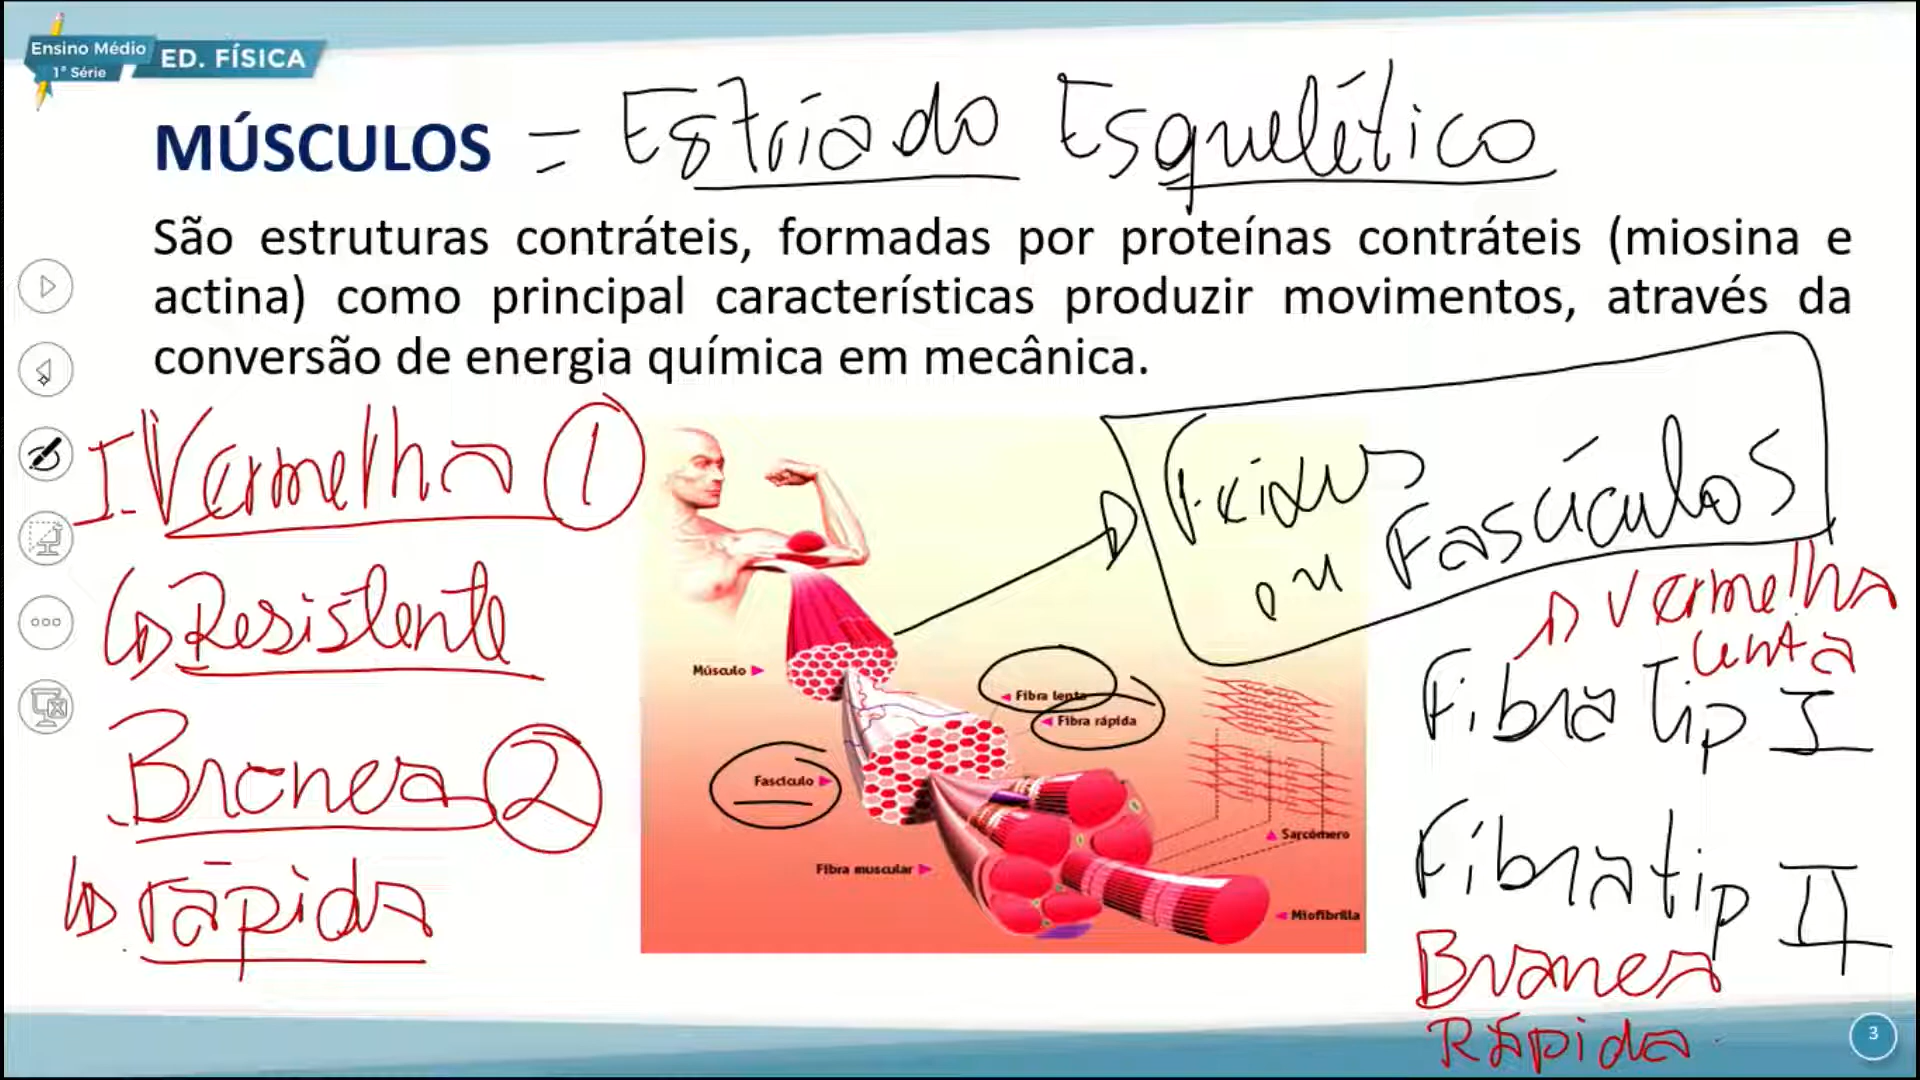 Ensino Médio
1ª Série
ED. FÍSICA
MÚSCULOS = Estriado Esquelético
São estruturas contráteis, formadas por proteínas contráteis (miosina e
actina) como principal características produzir movimentos, através da
conversão de energia química em mecânica.
I. Vermelha 1
Resistente
Branca 2
rápida
Feixes
ou Fascículos
Músculo
Fibra lenta
Fibra rápida
Fascículo
Sarcômero
Fibra muscular
Miofibrilla
Vermelha
lenta
Fibra tip I
Fibra tip II
Branca
Rápida
3